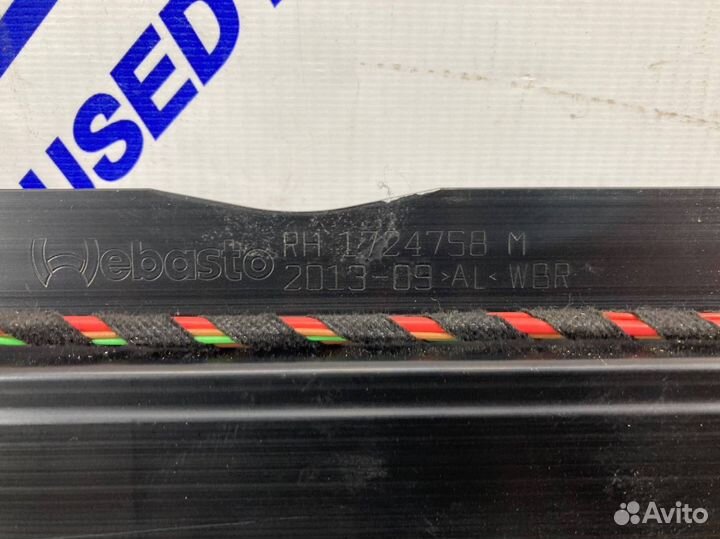 USED
Webasto
RH 1724758 M
2013-09 >AL< WBR
Avito